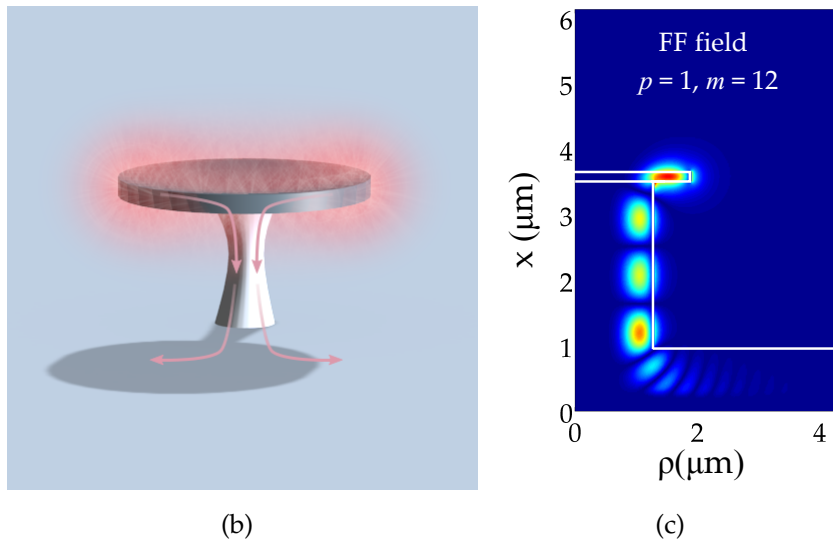 FF field
p = 1, m = 12
6
5
4
3
2
1
0
x (μm)
0 2 4
ρ(μm)
(b) (c)